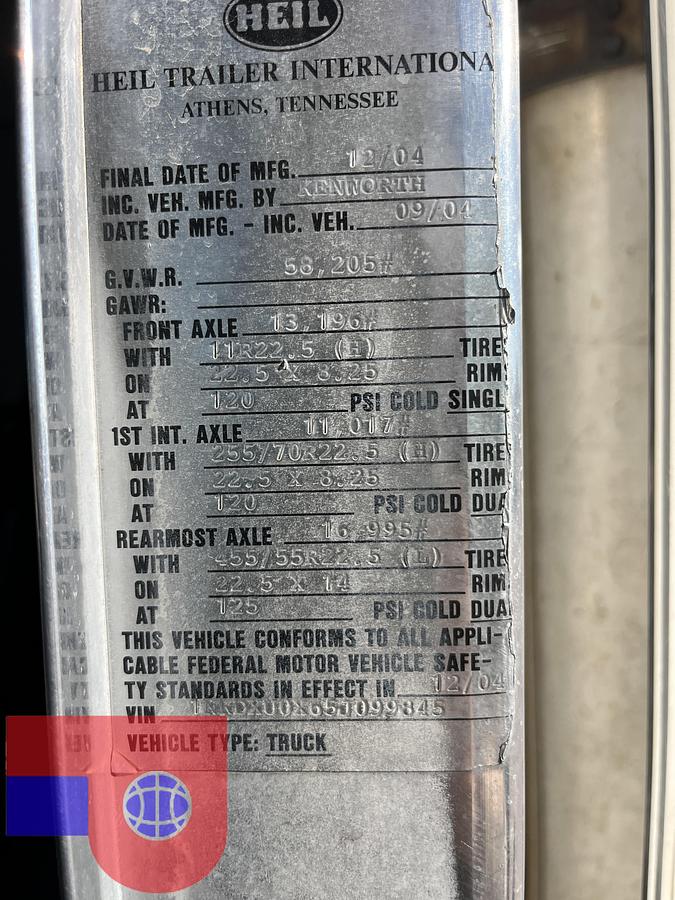 HEIL
HEIL TRAILER INTERNATIONA
ATHENS, TENNESSEE
FINAL DATE OF MFG. 12/04
INC. VEH. MFG. BY KENWORTH
DATE OF MFG. - INC. VEH. 09/04
G.V.W.R. 58,205#
GAWR:
FRONT AXLE 13,196#
WITH 11R22.5 (H) TIRE
ON 22.5 X 8.25 RIM
AT 120 PSI COLD SINGL
1ST INT. AXLE 11,017#
WITH 255/70R22.5 (H) TIRE
ON 22.5 X 8.25 RIM
AT 120 PSI COLD DUA
REARMOST AXLE 16,995#
WITH 455/55R22.5 (L) TIRE
ON 22.5 X 14 RIM
AT 125 PSI COLD DUA
THIS VEHICLE CONFORMS TO ALL APPLI-
CABLE FEDERAL MOTOR VEHICLE SAFE-
TY STANDARDS IN EFFECT IN 12/04
VIN
VEHICLE TYPE: TRUCK